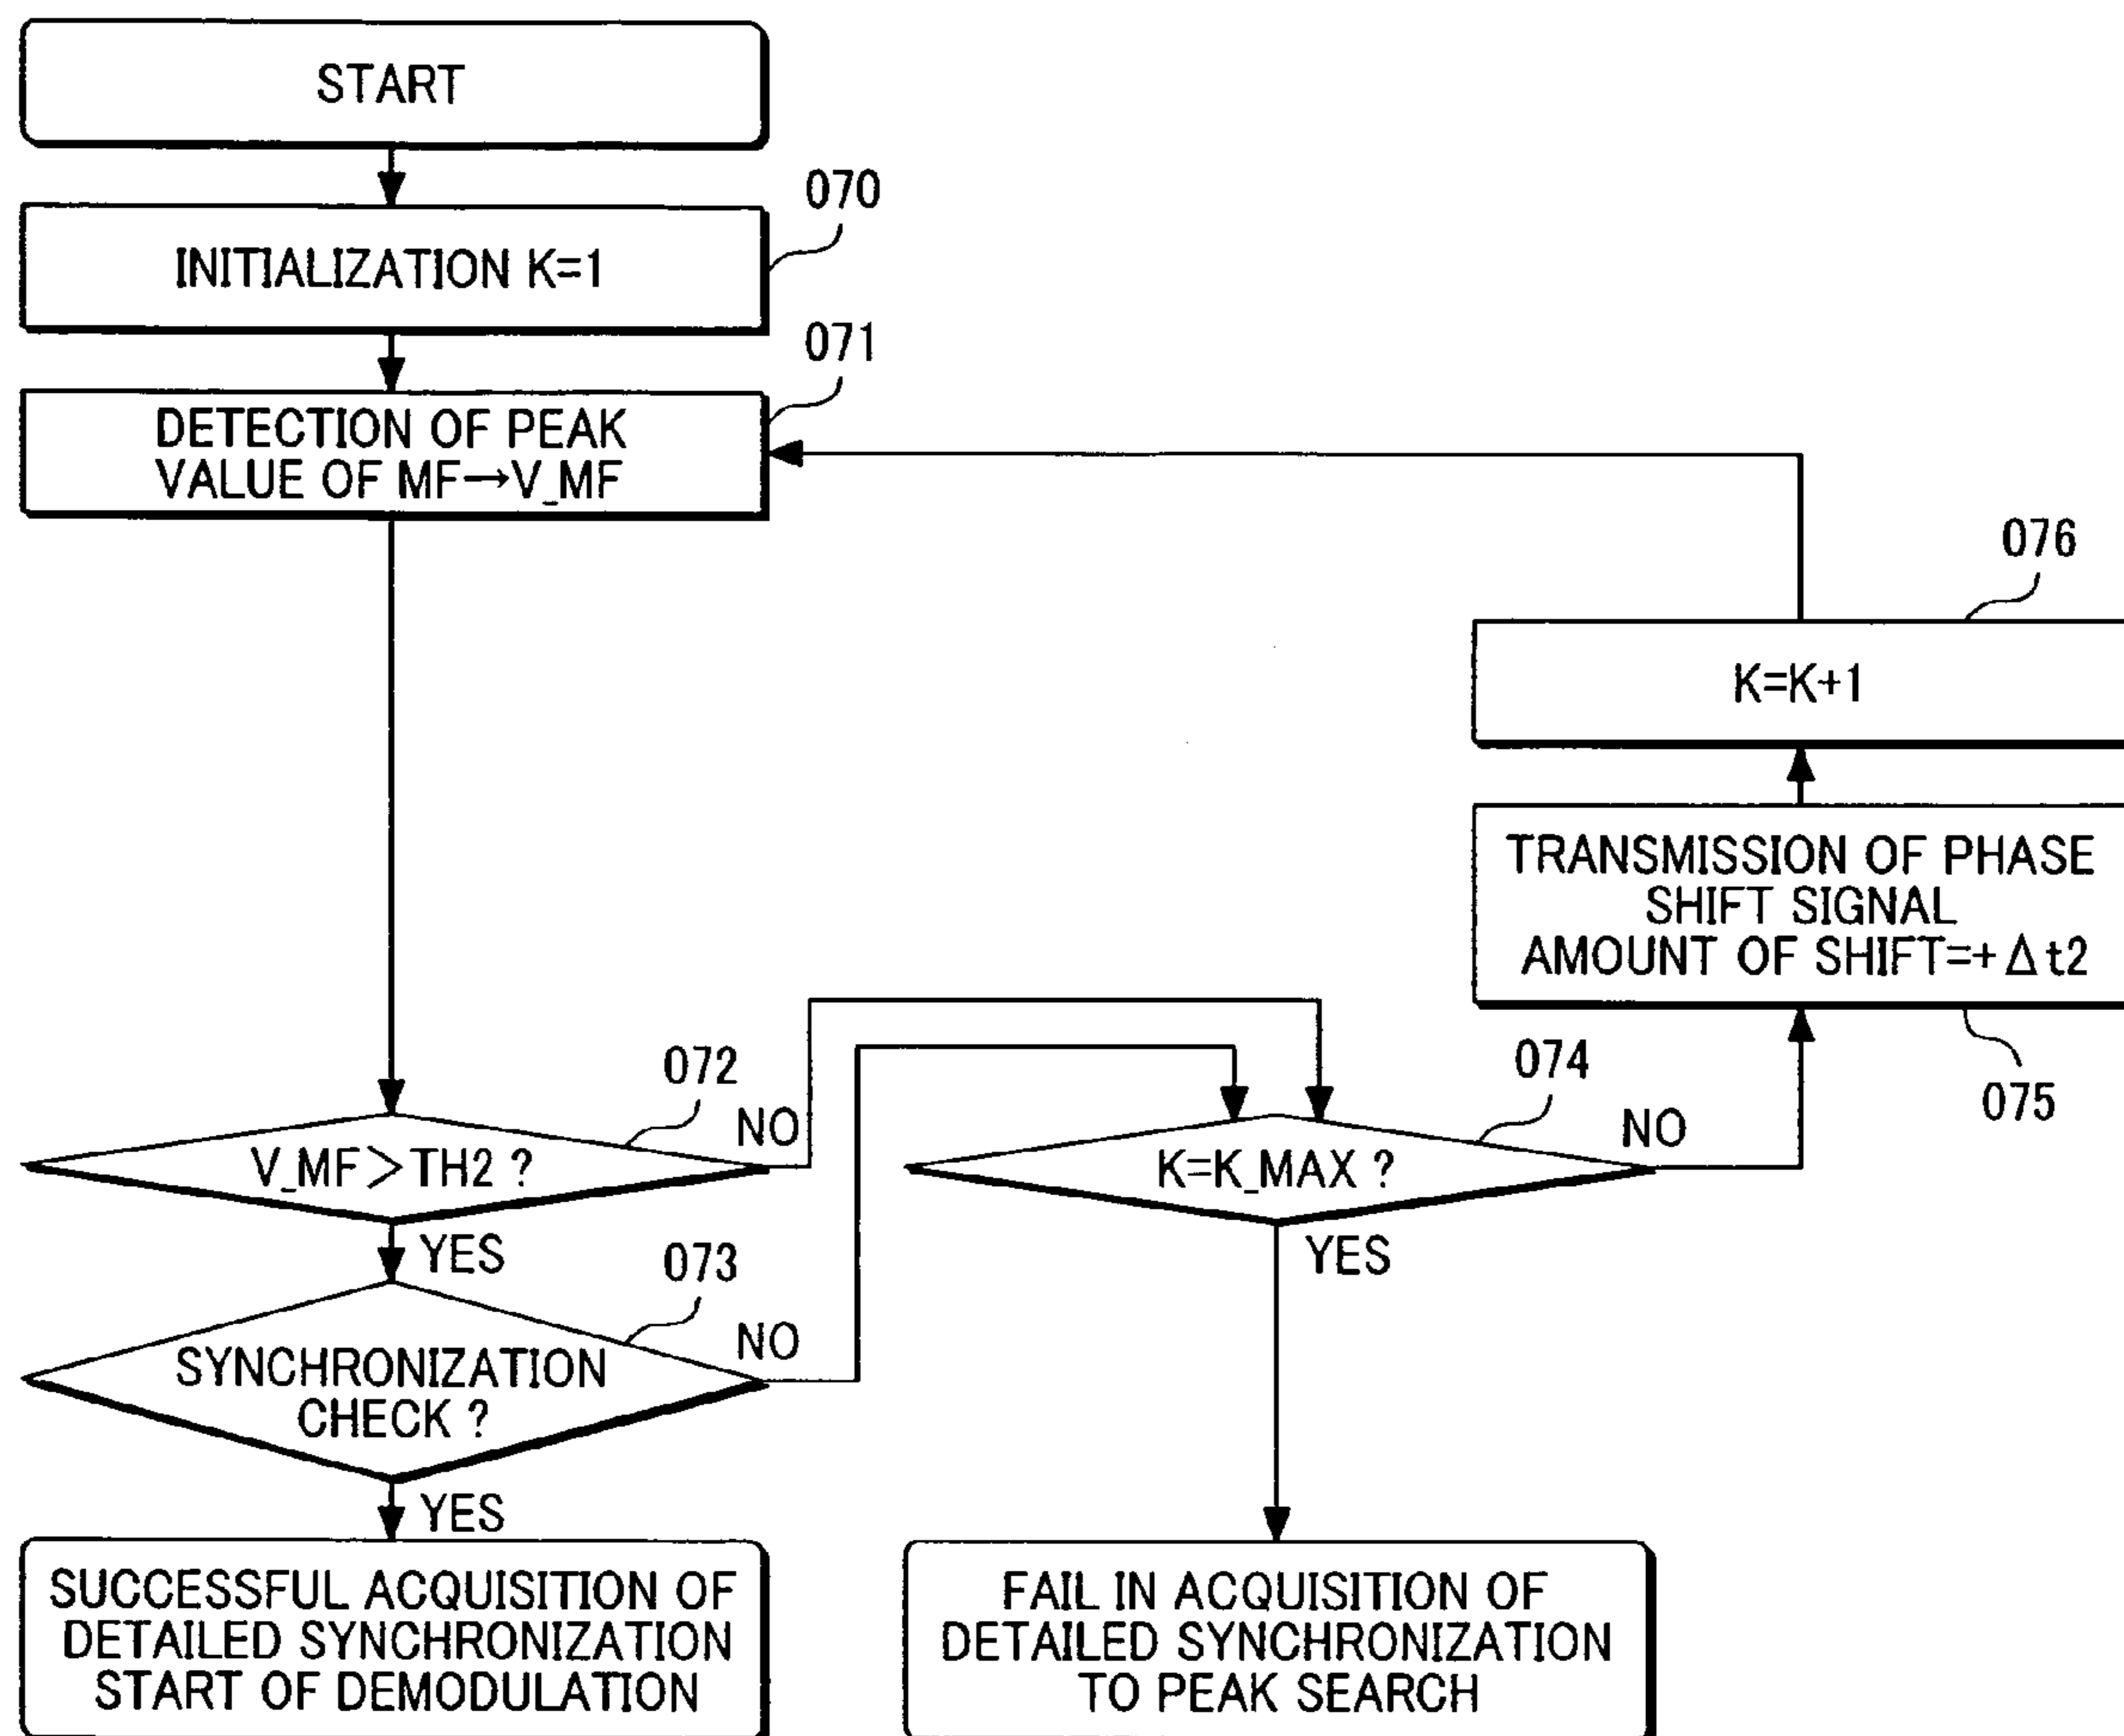 START
070
INITIALIZATION K=1
071
DETECTION OF PEAK
VALUE OF MF→V_MF
076
K=K+1
TRANSMISSION OF PHASE
SHIFT SIGNAL
AMOUNT OF SHIFT=+Δt2
075
072
NO
V_MF>TH2 ?
YES
074
NO
K=K_MAX ?
YES
073
NO
SYNCHRONIZATION
CHECK ?
YES
SUCCESSFUL ACQUISITION OF
DETAILED SYNCHRONIZATION
START OF DEMODULATION
FAIL IN ACQUISITION OF
DETAILED SYNCHRONIZATION
TO PEAK SEARCH